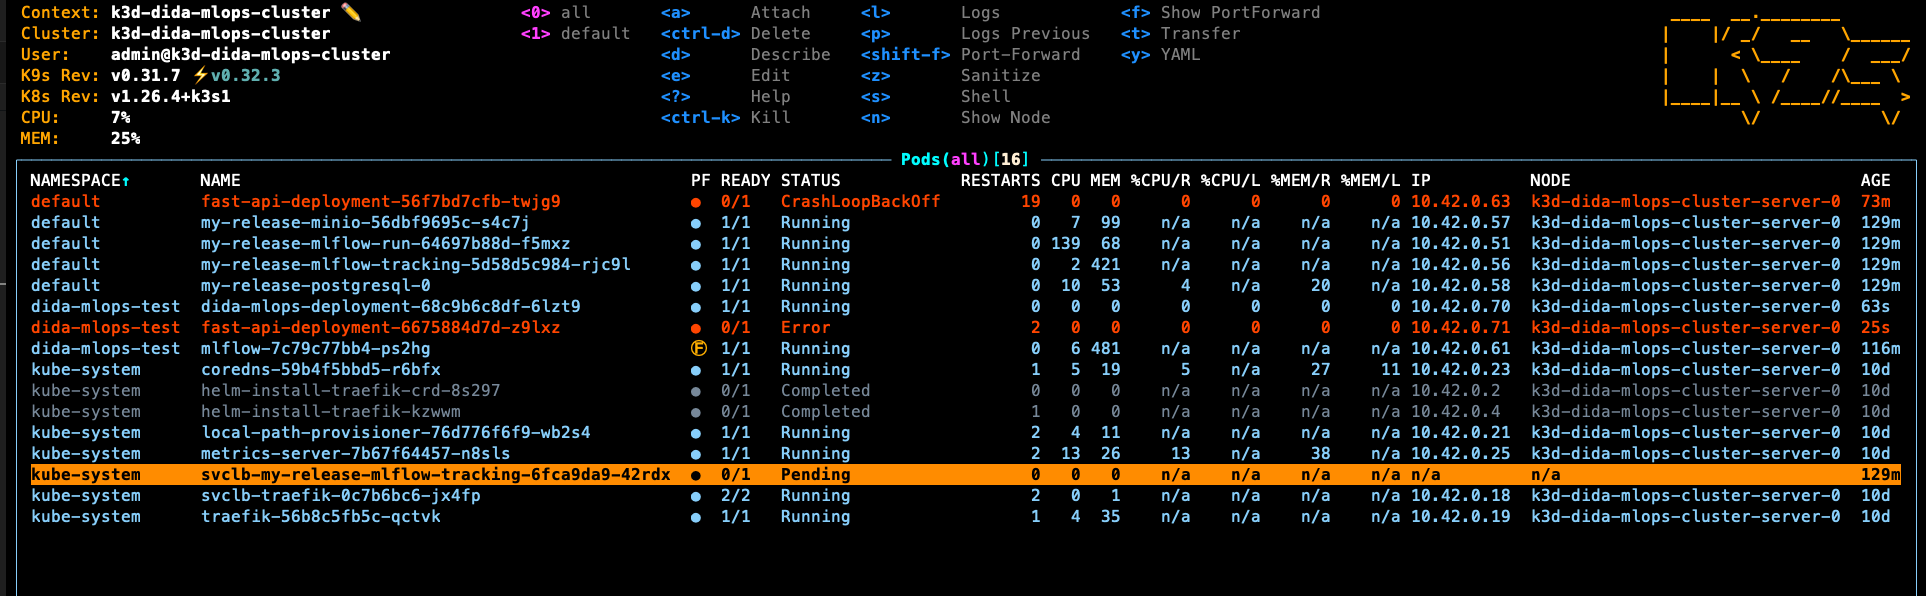 Context: k3d-dida-mlops-cluster ✏️ <0> all <a> Attach <l> Logs <f> Show PortForward
Cluster: k3d-dida-mlops-cluster <1> default <ctrl-d> Delete <p> Logs Previous <t> Transfer
User: admin@k3d-dida-mlops-cluster <d> Describe <shift-f> Port-Forward <y> YAML
K9s Rev: v0.31.7 ⚡v0.32.3 <e> Edit <z> Sanitize
K8s Rev: v1.26.4+k3s1 <?> Help <s> Shell
CPU: 7% <ctrl-k> Kill <n> Show Node
MEM: 25%
Pods(all)[16]
NAMESPACE↑ NAME PF READY STATUS RESTARTS CPU MEM %CPU/R %CPU/L %MEM/R %MEM/L IP NODE AGE
default fast-api-deployment-56f7bd7cfb-twjg9 ● 0/1 CrashLoopBackOff 19 0 0 0 0 0 0 10.42.0.63 k3d-dida-mlops-cluster-server-0 73m
default my-release-minio-56dbf9695c-s4c7j ● 1/1 Running 0 7 99 n/a n/a n/a n/a 10.42.0.57 k3d-dida-mlops-cluster-server-0 129m
default my-release-mlflow-run-64697b88d-f5mxz ● 1/1 Running 0 139 68 n/a n/a n/a n/a 10.42.0.51 k3d-dida-mlops-cluster-server-0 129m
default my-release-mlflow-tracking-5d58d5c984-rjc9l ● 1/1 Running 0 2 421 n/a n/a n/a n/a 10.42.0.56 k3d-dida-mlops-cluster-server-0 129m
default my-release-postgresql-0 ● 1/1 Running 0 10 53 4 n/a 20 n/a 10.42.0.58 k3d-dida-mlops-cluster-server-0 129m
dida-mlops-test dida-mlops-deployment-68c9b6c8df-6lzt9 ● 1/1 Running 0 0 0 0 0 0 0 10.42.0.70 k3d-dida-mlops-cluster-server-0 63s
dida-mlops-test fast-api-deployment-6675884d7d-z9lxz ● 0/1 Error 2 0 0 0 0 0 0 10.42.0.71 k3d-dida-mlops-cluster-server-0 25s
dida-mlops-test mlflow-7c79c77bb4-ps2hg Ⓕ 1/1 Running 0 6 481 n/a n/a n/a n/a 10.42.0.61 k3d-dida-mlops-cluster-server-0 116m
kube-system coredns-59b4f5bbd5-r6bfx ● 1/1 Running 1 5 19 5 n/a 27 11 10.42.0.23 k3d-dida-mlops-cluster-server-0 10d
kube-system helm-install-traefik-crd-8s297 ● 0/1 Completed 0 0 0 n/a n/a n/a n/a 10.42.0.2 k3d-dida-mlops-cluster-server-0 10d
kube-system helm-install-traefik-kzwwm ● 0/1 Completed 1 0 0 n/a n/a n/a n/a 10.42.0.4 k3d-dida-mlops-cluster-server-0 10d
kube-system local-path-provisioner-76d776f6f9-wb2s4 ● 1/1 Running 2 4 11 n/a n/a n/a n/a 10.42.0.21 k3d-dida-mlops-cluster-server-0 10d
kube-system metrics-server-7b67f64457-n8sls ● 1/1 Running 2 13 26 13 n/a 38 n/a 10.42.0.25 k3d-dida-mlops-cluster-server-0 10d
kube-system svclb-my-release-mlflow-tracking-6fca9da9-42rdx ● 0/1 Pending 0 0 0 n/a n/a n/a n/a n/a n/a 129m
kube-system svclb-traefik-0c7b6bc6-jx4fp ● 2/2 Running 2 0 1 n/a n/a n/a n/a 10.42.0.18 k3d-dida-mlops-cluster-server-0 10d
kube-system traefik-56b8c5fb5c-qctvk ● 1/1 Running 1 4 35 n/a n/a n/a n/a 10.42.0.19 k3d-dida-mlops-cluster-server-0 10d